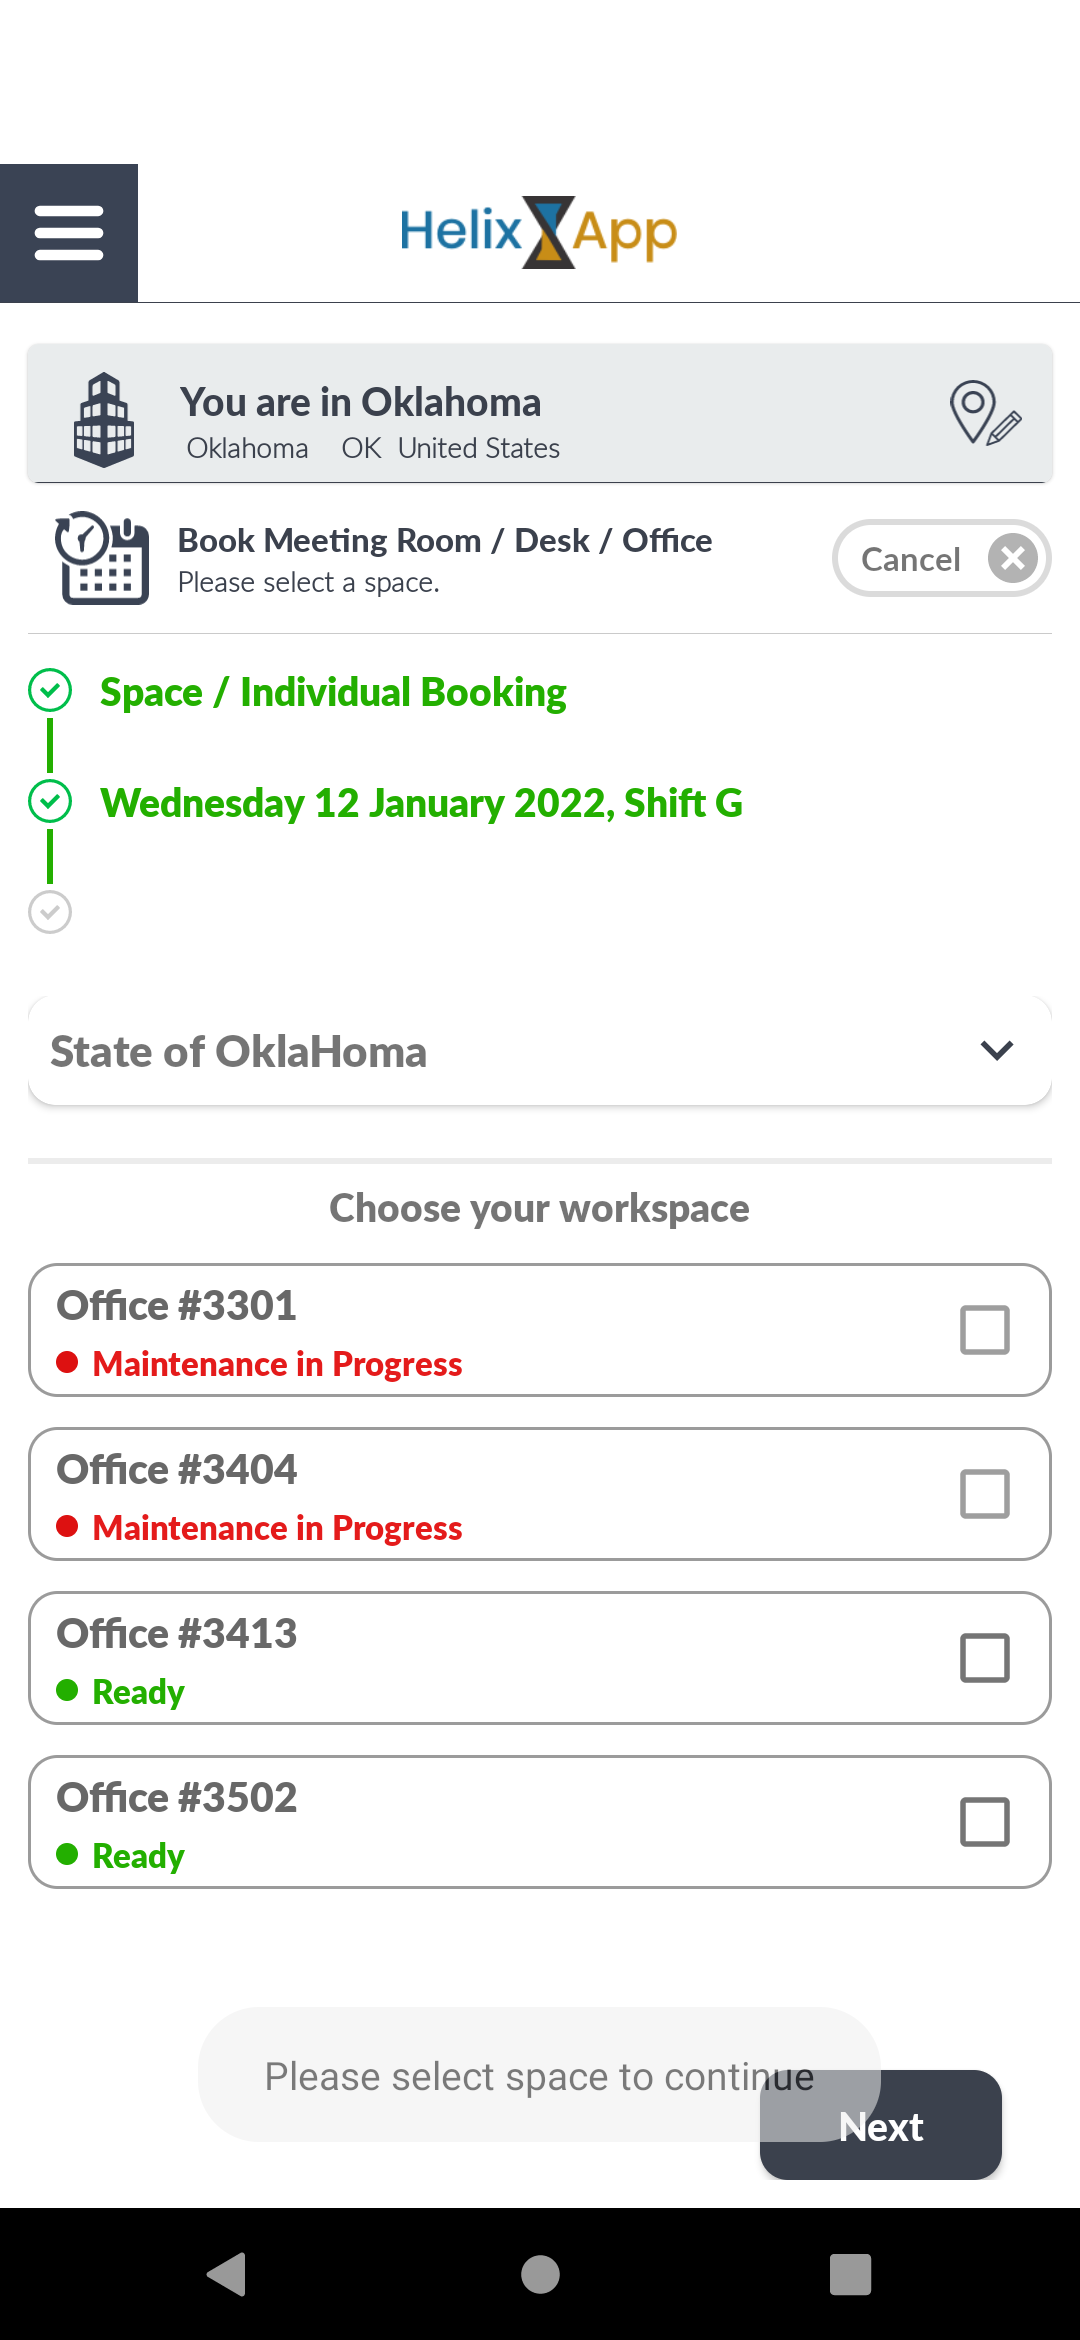 Helix App
You are in Oklahoma
Oklahoma OK United States
Book Meeting Room / Desk / Office
Please select a space.
Cancel
Space / Individual Booking
Wednesday 12 January 2022, Shift G
State of OklaHoma
Choose your workspace
Office #3301
Maintenance in Progress
Office #3404
Maintenance in Progress
Office #3413
Ready
Office #3502
Ready
Please select space to continue
Next